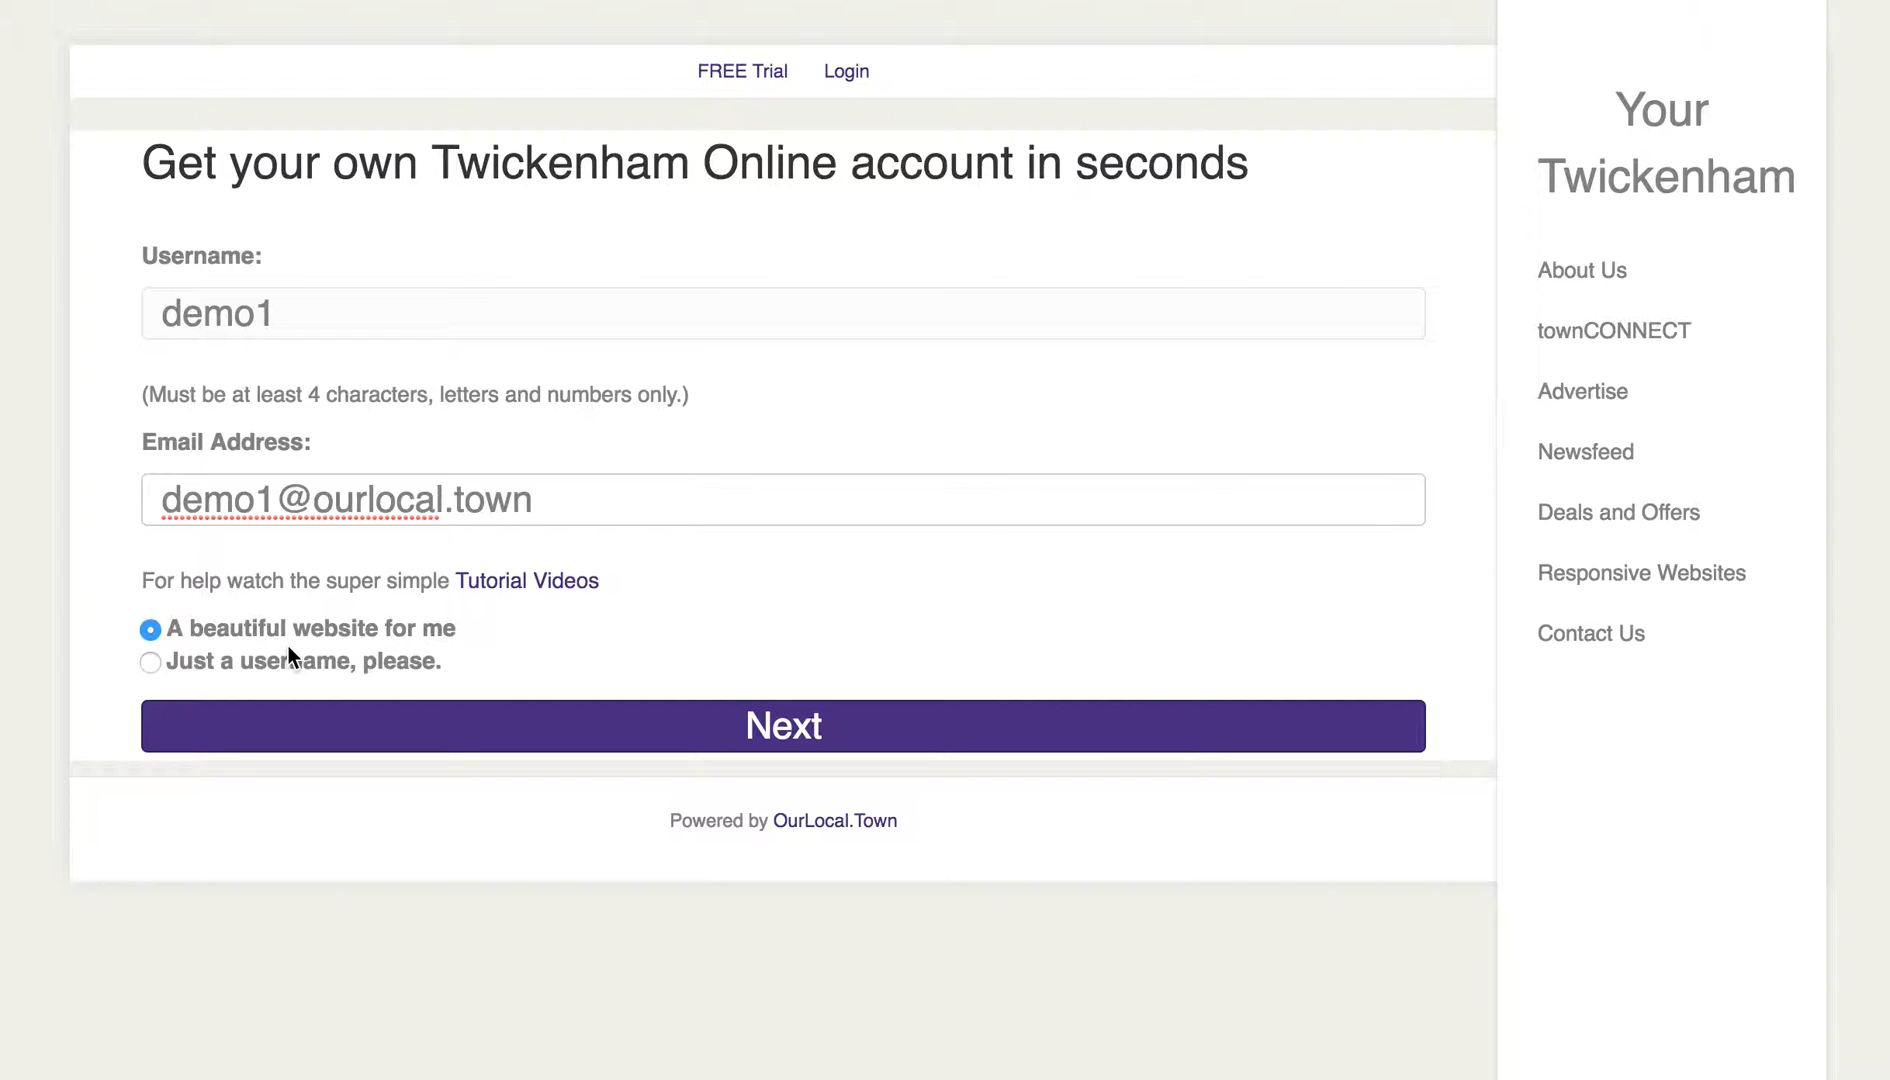 FREE Trial Login
Get your own Twickenham Online account in seconds
Username:
demo1
(Must be at least 4 characters, letters and numbers only.)
Email Address:
demo1@ourlocal.town
For help watch the super simple Tutorial Videos
A beautiful website for me
Just a username, please.
Next
Powered by OurLocal.Town
Your
Twickenham
About Us
townCONNECT
Advertise
Newsfeed
Deals and Offers
Responsive Websites
Contact Us